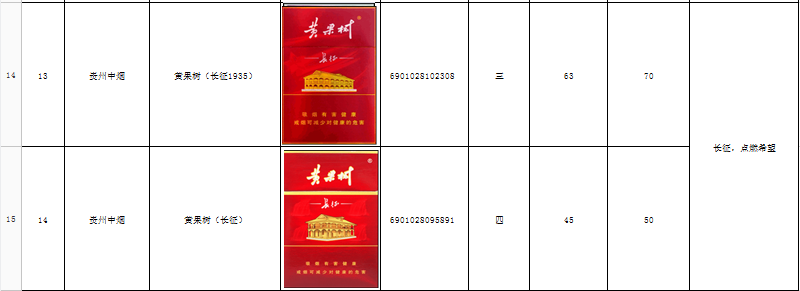 14
13
贵州中烟
黄果树（长征1935）
黄果树
长征
吸烟有害健康
戒烟可减少对健康的危害
6901028102308
三
63
70
长征，点燃希望
15
14
贵州中烟
黄果树（长征）
黄果树
长征
吸烟有害健康
戒烟可减少对健康的危害
6901028095891
四
45
50